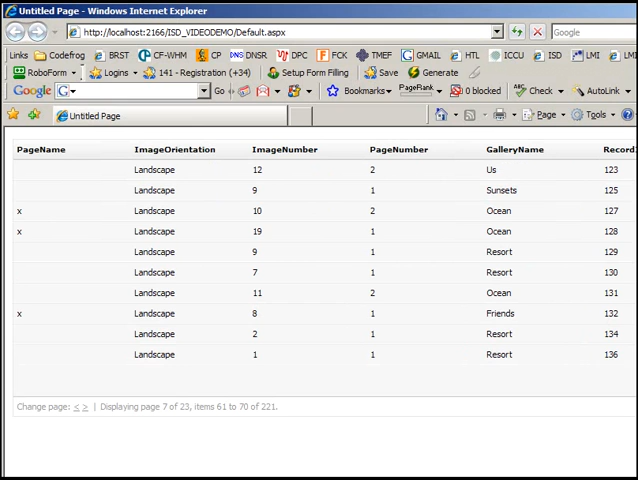 Untitled Page - Windows Internet Explorer
http://localhost:2166/ISD_VIDEODEMO/Default.aspx Google
Links Codefrog BRST CF-WHM CP DNSR DPC FCK TMEF GMAIL HTL ICCU ISD LMI
RoboForm Logins 141 - Registration (+34) Setup Form Filling Save Generate
Google G Go Bookmarks PageRank 0 blocked Check AutoLink
Untitled Page Page Tools
PageName ImageOrientation ImageNumber PageNumber GalleryName
Landscape 12 2 Us 123
Landscape 9 1 Sunsets 125
x Landscape 10 2 Ocean 127
x Landscape 19 1 Ocean 128
Landscape 9 1 Resort 129
Landscape 7 1 Resort 130
Landscape 11 2 Ocean 131
x Landscape 8 1 Friends 132
Landscape 2 1 Resort 134
Landscape 1 1 Resort 136
Change page: < > | Displaying page 7 of 23, items 61 to 70 of 221.